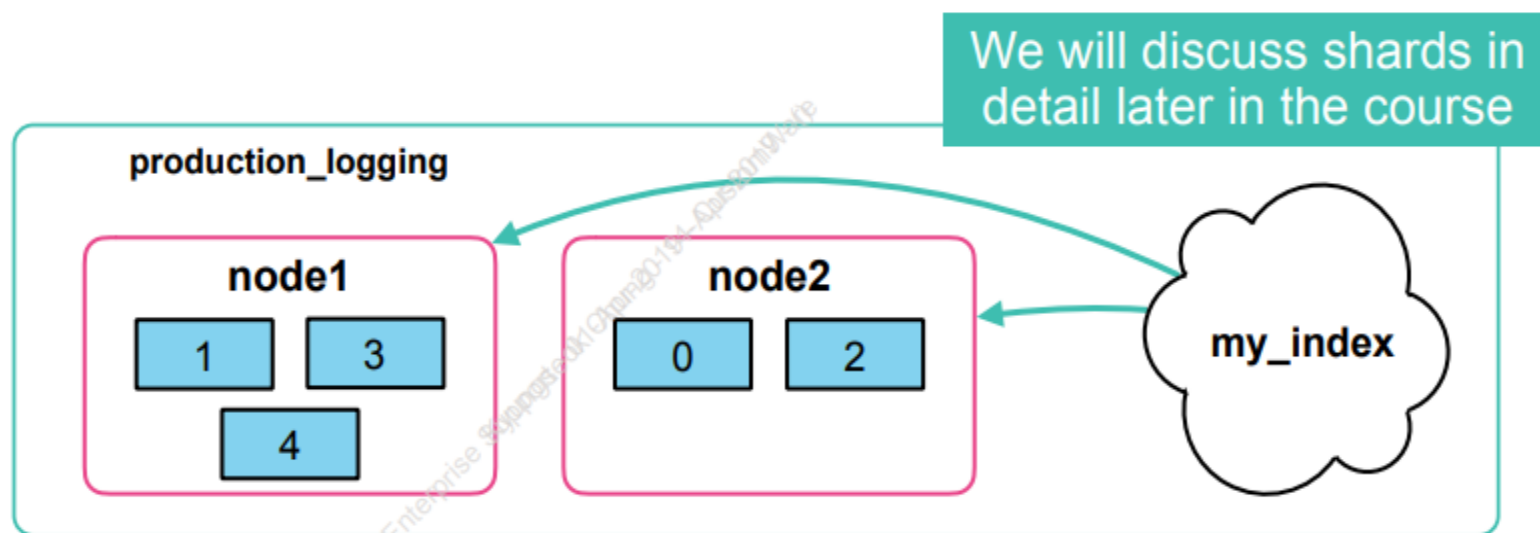 We will discuss shards in
detail later in the course
production_logging
node1
node2
1
3
0
2
4
my_index
Enterprise